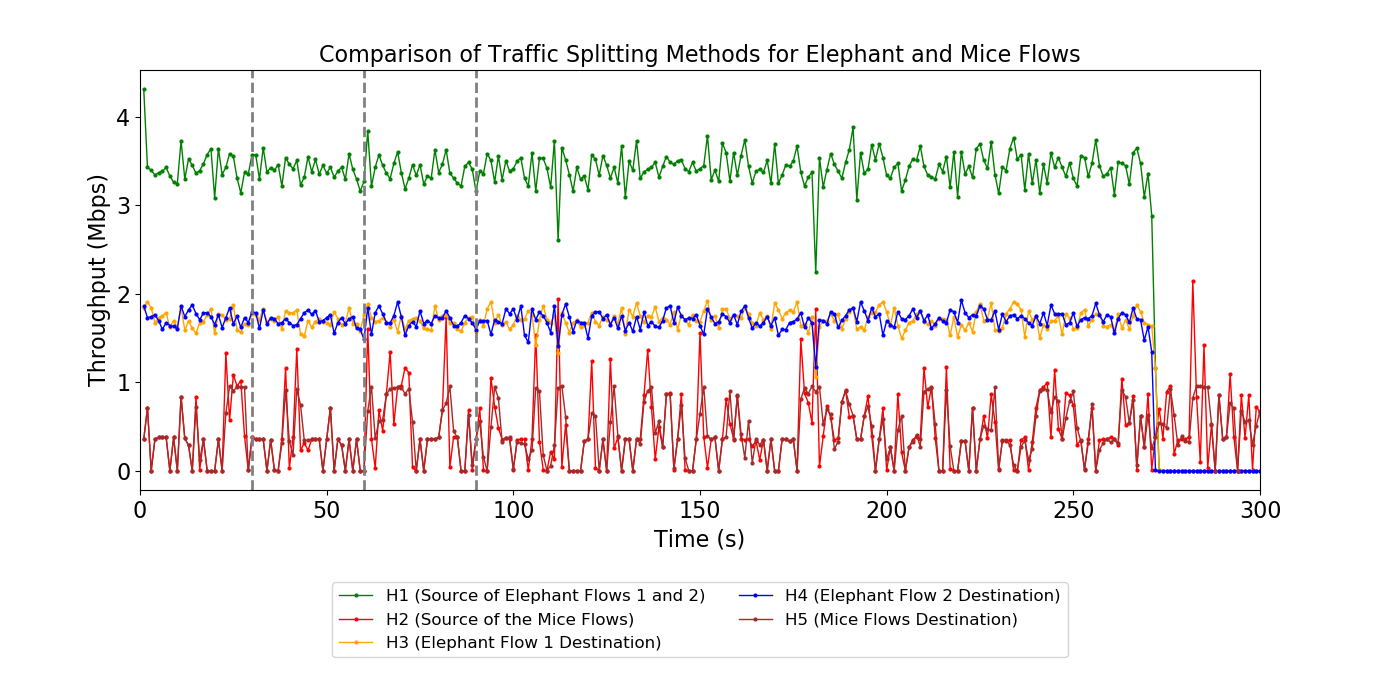 Comparison of Traffic Splitting Methods for Elephant and Mice Flows
Throughput (Mbps)
4
3
2
1
0
0 50 100 150 200 250 300
Time (s)
H1 (Source of Elephant Flows 1 and 2)
H2 (Source of the Mice Flows)
H3 (Elephant Flow 1 Destination)
H4 (Elephant Flow 2 Destination)
H5 (Mice Flows Destination)